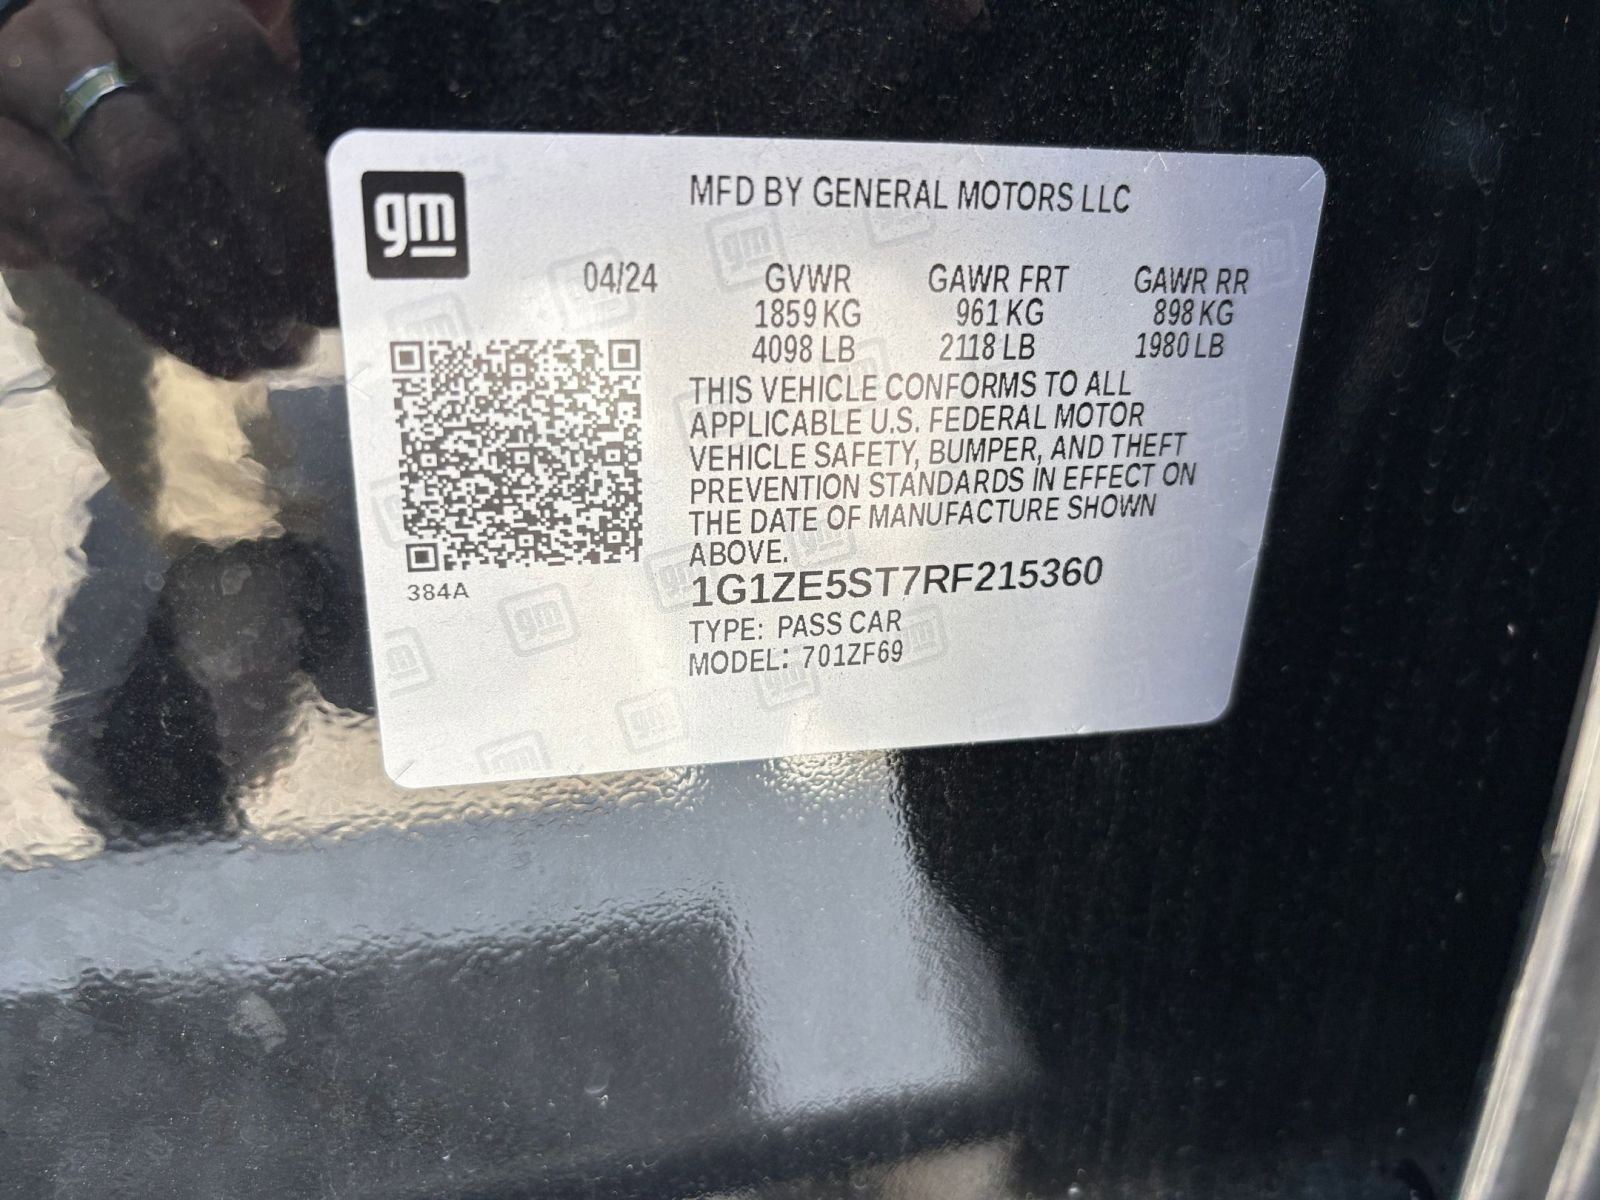 gm
MFD BY GENERAL MOTORS LLC
04/24 GVWR GAWR FRT GAWR RR
1859 KG 961 KG 898 KG
4098 LB 2118 LB 1980 LB
THIS VEHICLE CONFORMS TO ALL
APPLICABLE U.S. FEDERAL MOTOR
VEHICLE SAFETY, BUMPER, AND THEFT
PREVENTION STANDARDS IN EFFECT ON
THE DATE OF MANUFACTURE SHOWN
ABOVE.
384A
1G1ZE5ST7RF215360
TYPE: PASS CAR
MODEL: 701ZF69